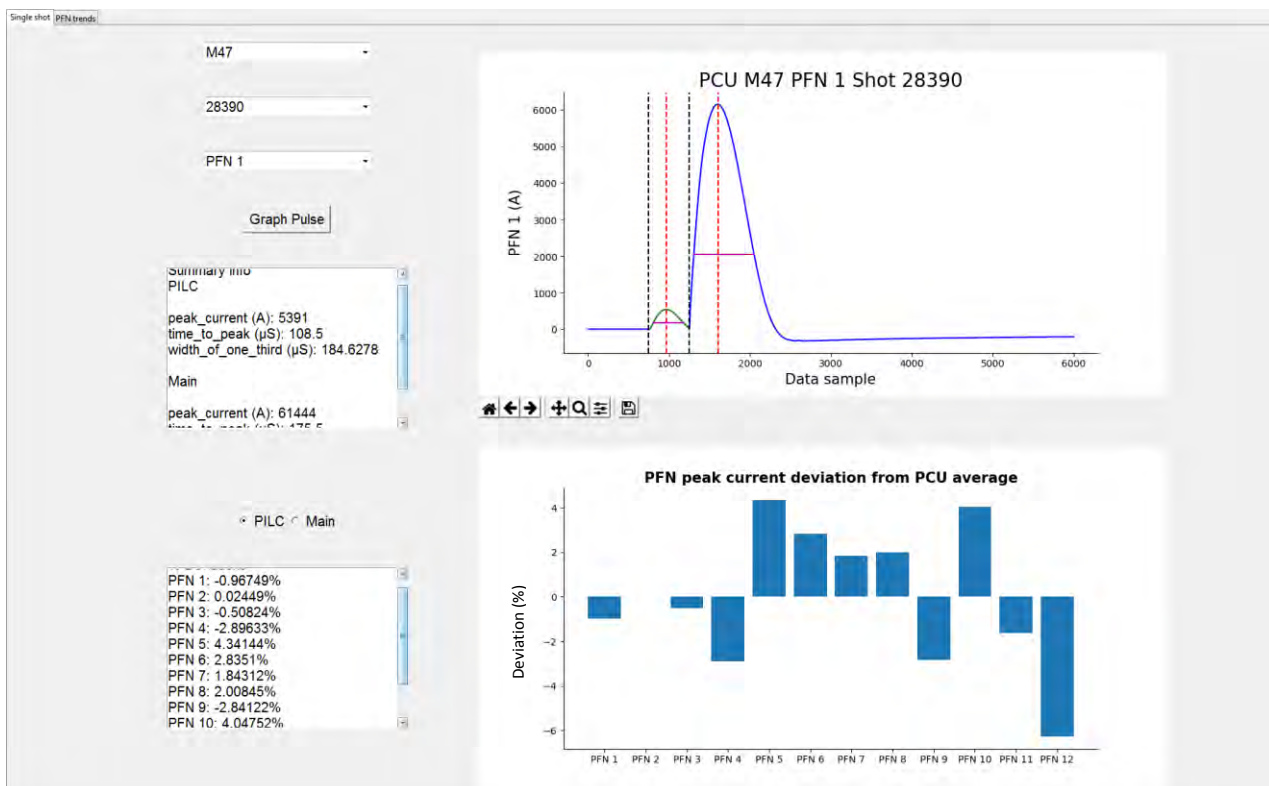 Single shot PFN trends
M47
28390
PFN 1
Graph Pulse
Summary info
PILC
peak_current (A): 5391
time_to_peak (µS): 108.5
width_of_one_third (µS): 184.6278
Main
peak_current (A): 61444
time_to_peak (µS): 175.5
PILC Main
PFN 1: -0.96749%
PFN 2: 0.02449%
PFN 3: -0.50824%
PFN 4: -2.89633%
PFN 5: 4.34144%
PFN 6: 2.8351%
PFN 7: 1.84312%
PFN 8: 2.00845%
PFN 9: -2.84122%
PFN 10: 4.04752%
PCU M47 PFN 1 Shot 28390
PFN 1 (A)
6000
5000
4000
3000
2000
1000
0
0 1000 2000 3000 4000 5000 6000
Data sample
PFN peak current deviation from PCU average
Deviation (%)
4
2
0
−2
−4
−6
PFN 1 PFN 2 PFN 3 PFN 4 PFN 5 PFN 6 PFN 7 PFN 8 PFN 9 PFN 10 PFN 11 PFN 12